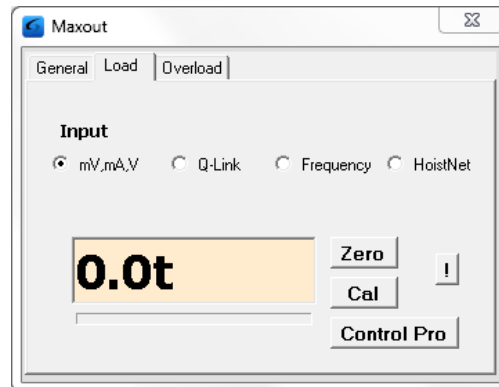 Maxout
General Load Overload
Input
mV,mA,V Q-Link Frequency HoistNet
0.0t
Zero
!
Cal
Control Pro